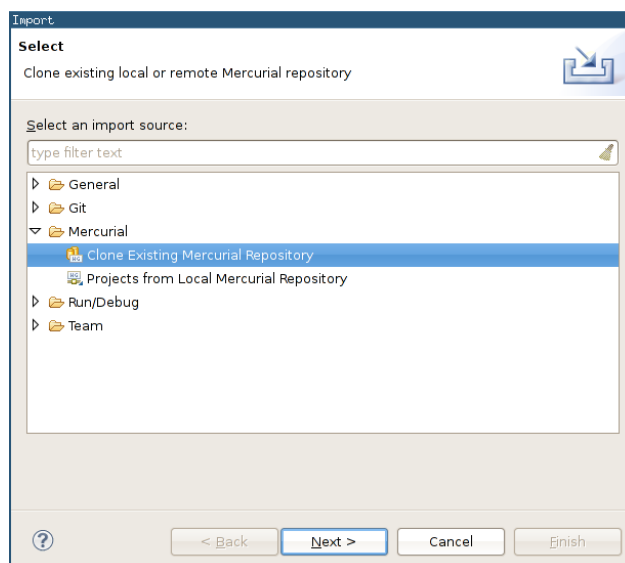 Import
Select
Clone existing local or remote Mercurial repository
Select an import source:
type filter text
General
Git
Mercurial
Clone Existing Mercurial Repository
Projects from Local Mercurial Repository
Run/Debug
Team
? < Back Next > Cancel Finish